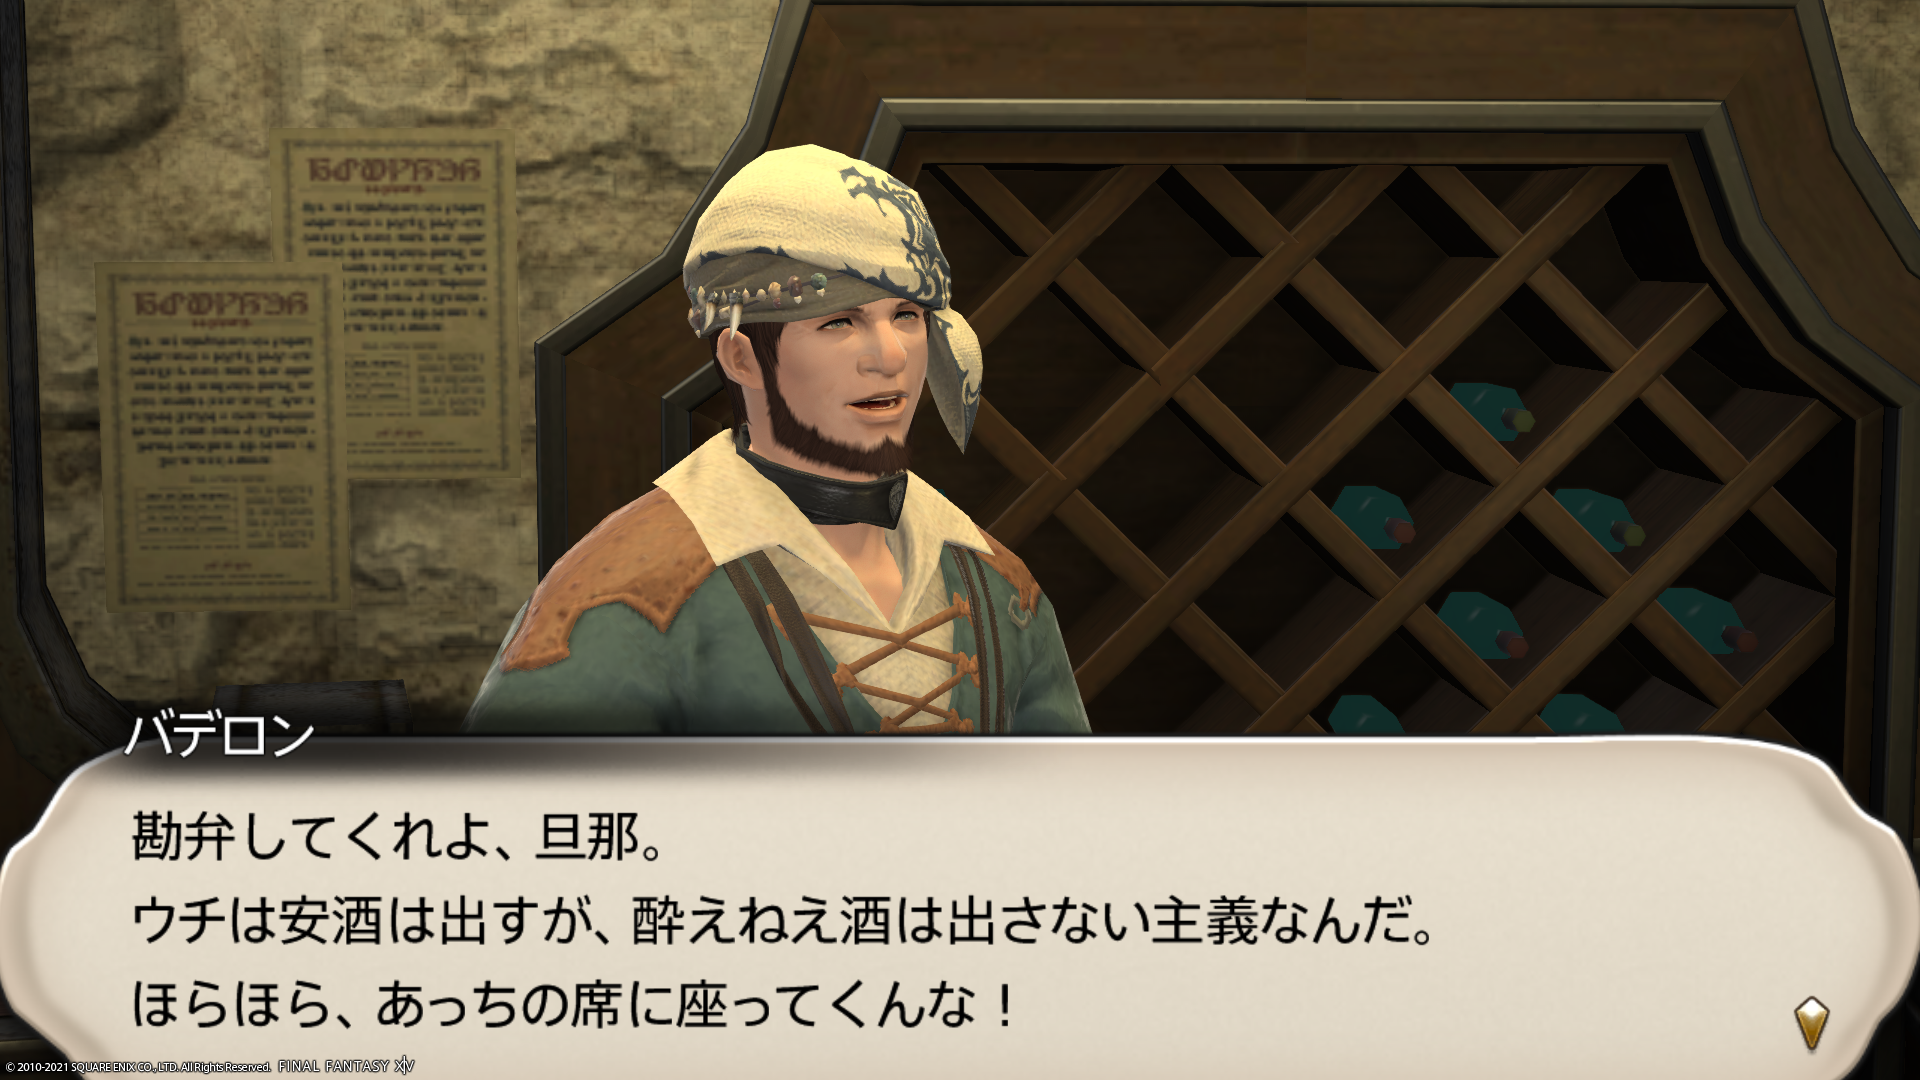 バデロン
勘弁してくれよ、旦那。
ウチは安酒は出すが、酔えねえ酒は出さない主義なんだ。
ほらほら、あっちの席に座ってくんな！
© 2010-2021 SQUARE ENIX CO., LTD. All Rights Reserved. FINAL FANTASY XIV